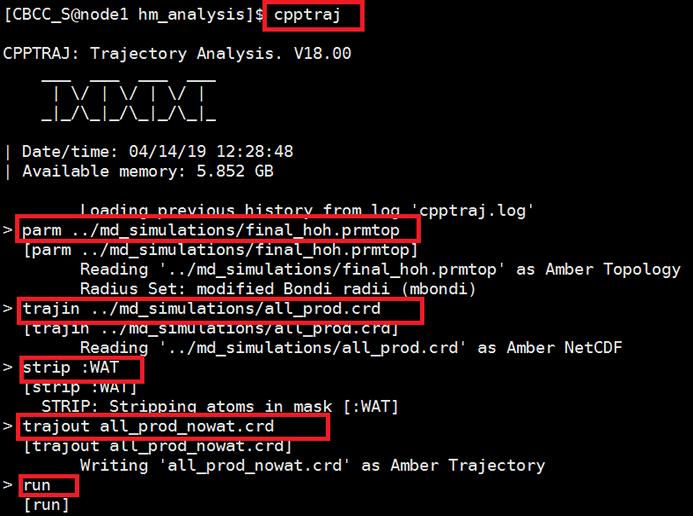 [CBCC_S@node1 hm_analysis]$ cpptraj
CPPTRAJ: Trajectory Analysis. V18.00
    ___  ___  ___  ___
     | \/ | \/ | \/ |
    _|_/\_|_/\_|_/\_|_
| Date/time: 04/14/19 12:28:48
| Available memory: 5.852 GB
Loading previous history from log 'cpptraj.log'
> parm ../md_simulations/final_hoh.prmtop
[parm ../md_simulations/final_hoh.prmtop]
Reading '../md_simulations/final_hoh.prmtop' as Amber Topology
Radius Set: modified Bondi radii (mbondi)
> trajin ../md_simulations/all_prod.crd
[trajin ../md_simulations/all_prod.crd]
Reading '../md_simulations/all_prod.crd' as Amber NetCDF
> strip :WAT
[strip :WAT]
STRIP: Stripping atoms in mask [:WAT]
> trajout all_prod_nowat.crd
[trajout all_prod_nowat.crd]
Writing 'all_prod_nowat.crd' as Amber Trajectory
> run
[run]